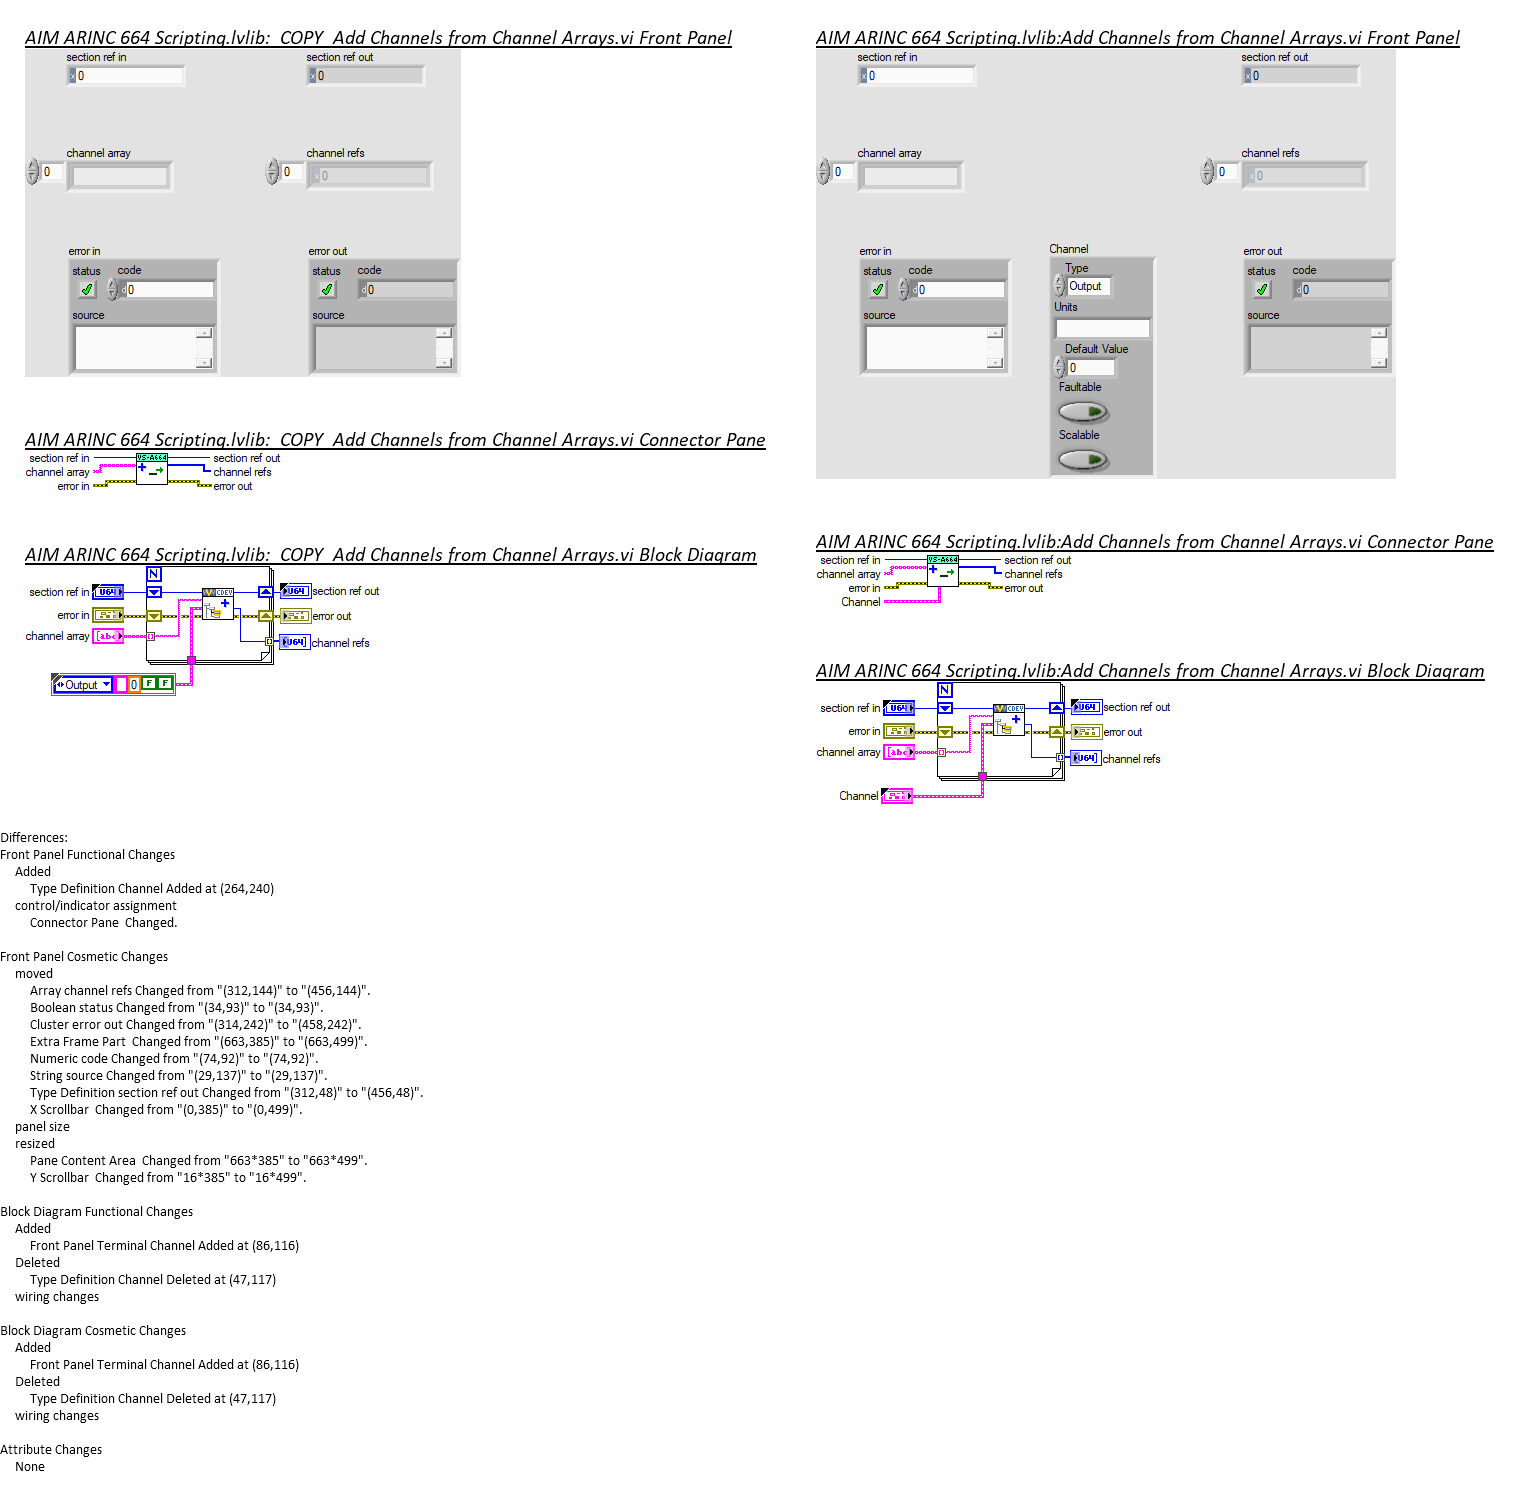 AIM ARINC 664 Scripting.lvlib:  COPY  Add Channels from Channel Arrays.vi Front Panel
section ref in
section ref out
x 0
x 0
channel array
channel refs
0
0
x 0
error in
error out
status
code
status
code
d 0
d 0
source
source
AIM ARINC 664 Scripting.lvlib:  COPY  Add Channels from Channel Arrays.vi Connector Pane
section ref in
VS-A664
section ref out
channel array
channel refs
error in
error out
AIM ARINC 664 Scripting.lvlib:  COPY  Add Channels from Channel Arrays.vi Block Diagram
N
section ref in
U64
CDEV
U64
section ref out
error in
error out
channel array
[abc]
U64]
channel refs
Output
0
F
F
AIM ARINC 664 Scripting.lvlib:Add Channels from Channel Arrays.vi Front Panel
section ref in
section ref out
x 0
x 0
channel array
channel refs
0
0
x 0
error in
Channel
error out
status
code
Type
status
code
d 0
Output
d 0
source
Units
source
Default Value
0
Faultable
Scalable
AIM ARINC 664 Scripting.lvlib:Add Channels from Channel Arrays.vi Connector Pane
section ref in
VS-A664
section ref out
channel array
channel refs
error in
error out
Channel
AIM ARINC 664 Scripting.lvlib:Add Channels from Channel Arrays.vi Block Diagram
N
section ref in
U64
CDEV
U64
section ref out
error in
error out
channel array
[abc]
U64]
channel refs
Channel
Differences:
Front Panel Functional Changes
Added
Type Definition Channel Added at (264,240)
control/indicator assignment
Connector Pane  Changed.
Front Panel Cosmetic Changes
moved
Array channel refs Changed from "(312,144)" to "(456,144)".
Boolean status Changed from "(34,93)" to "(34,93)".
Cluster error out Changed from "(314,242)" to "(458,242)".
Extra Frame Part  Changed from "(663,385)" to "(663,499)".
Numeric code Changed from "(74,92)" to "(74,92)".
String source Changed from "(29,137)" to "(29,137)".
Type Definition section ref out Changed from "(312,48)" to "(456,48)".
X Scrollbar  Changed from "(0,385)" to "(0,499)".
panel size
resized
Pane Content Area  Changed from "663*385" to "663*499".
Y Scrollbar  Changed from "16*385" to "16*499".
Block Diagram Functional Changes
Added
Front Panel Terminal Channel Added at (86,116)
Deleted
Type Definition Channel Deleted at (47,117)
wiring changes
Block Diagram Cosmetic Changes
Added
Front Panel Terminal Channel Added at (86,116)
Deleted
Type Definition Channel Deleted at (47,117)
wiring changes
Attribute Changes
None